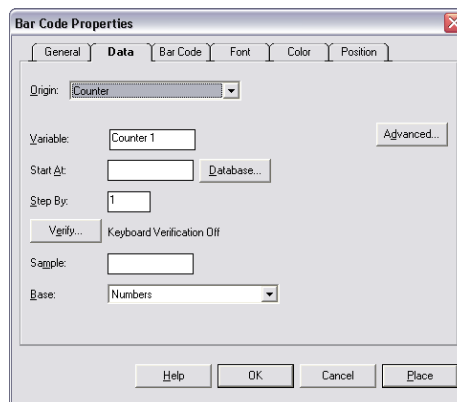 Bar Code Properties
General Data Bar Code Font Color Position
Origin: Counter
Variable: Counter 1 Advanced...
Start At: Database...
Step By: 1
Verify... Keyboard Verification Off
Sample:
Base: Numbers
Help OK Cancel Place